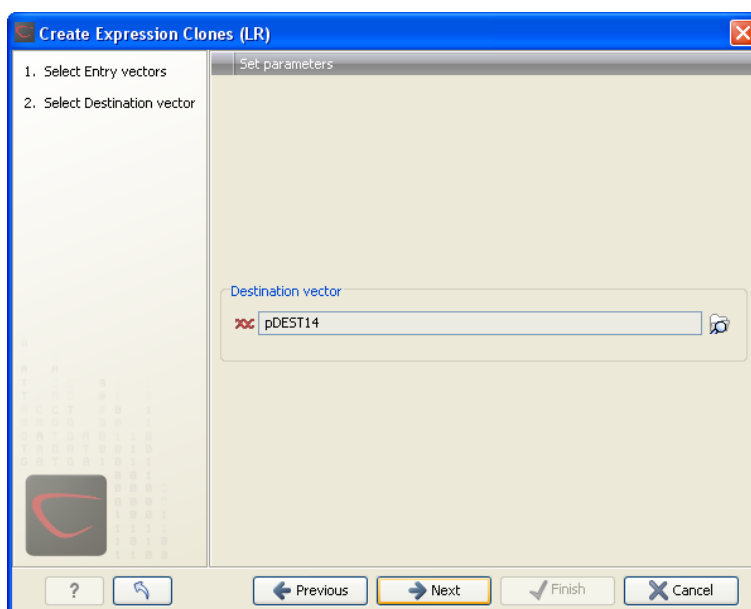 Create Expression Clones (LR)
1. Select Entry vectors
2. Select Destination vector
Set parameters
Destination vector
pDEST14
?
Previous
Next
Finish
Cancel